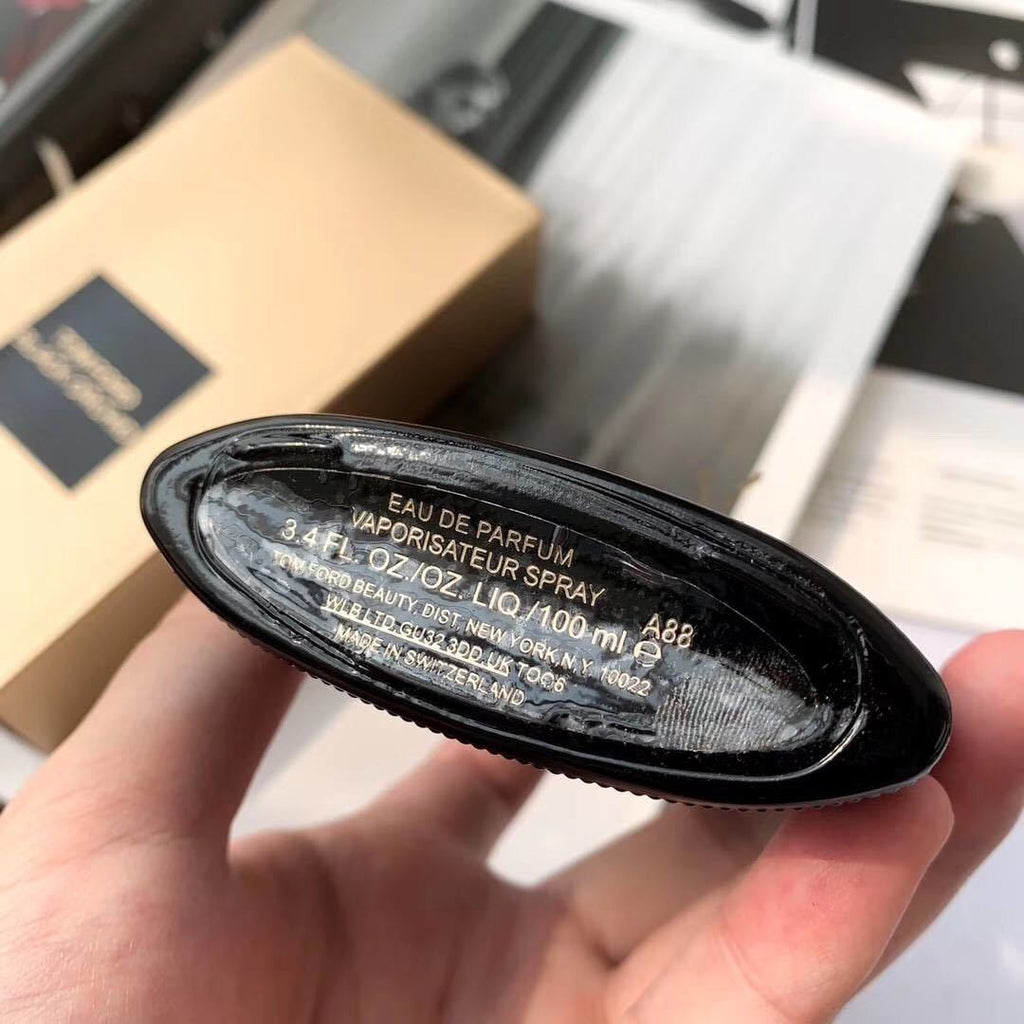 EAU DE PARFUM
VAPORISATEUR SPRAY
3.4 FL. OZ./OZ. LIQ./100 ml ℮ A88
TOM FORD BEAUTY, DIST. NEW YORK, N.Y. 10022
WLB LTD. GU32 3DD.UK TOC6
MADE IN SWITZERLAND